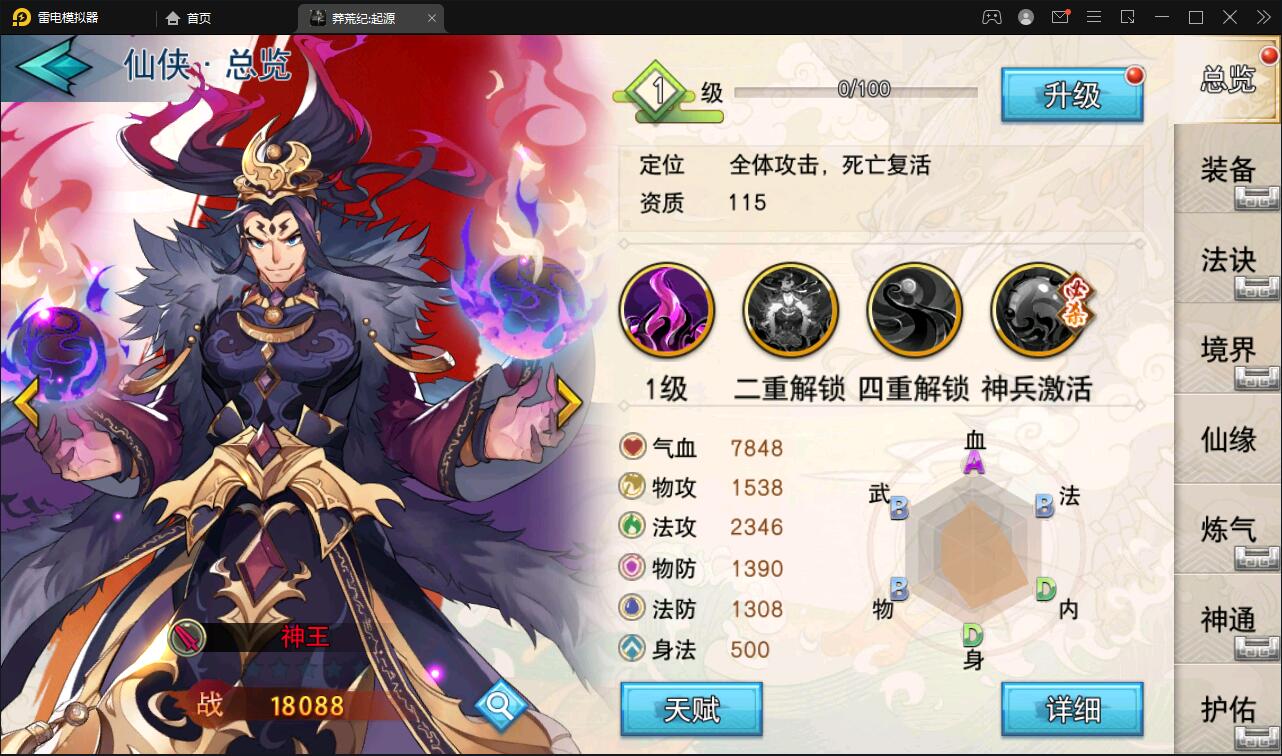 雷电模拟器
首页
莽荒纪:起源
仙侠·总览
1 级
0/100
升级
定位 全体攻击，死亡复活
资质 115
必杀
1级 二重解锁 四重解锁 神兵激活
气血 7848
物攻 1538
法攻 2346
物防 1390
法防 1308
身法 500
血 A
法 B
内 D
身 D
物 B
武 B
神王
战 18088
天赋
详细
总览
装备
法诀
境界
仙缘
炼气
神通
护佑